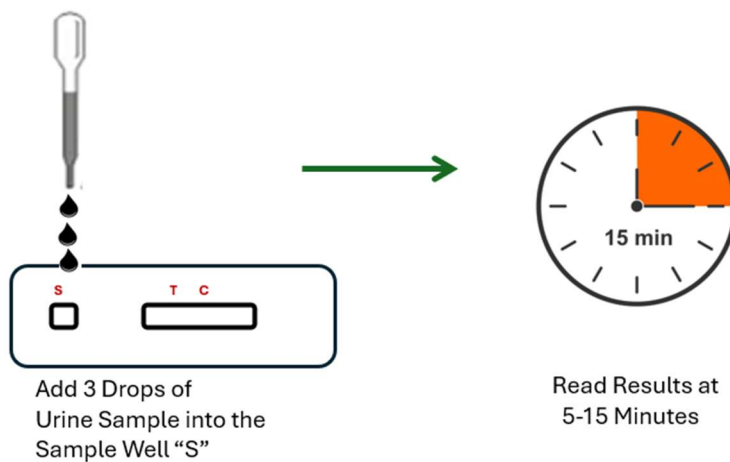 S
T C
15 min
Add 3 Drops of
Urine Sample into the
Sample Well “S”
Read Results at
5-15 Minutes